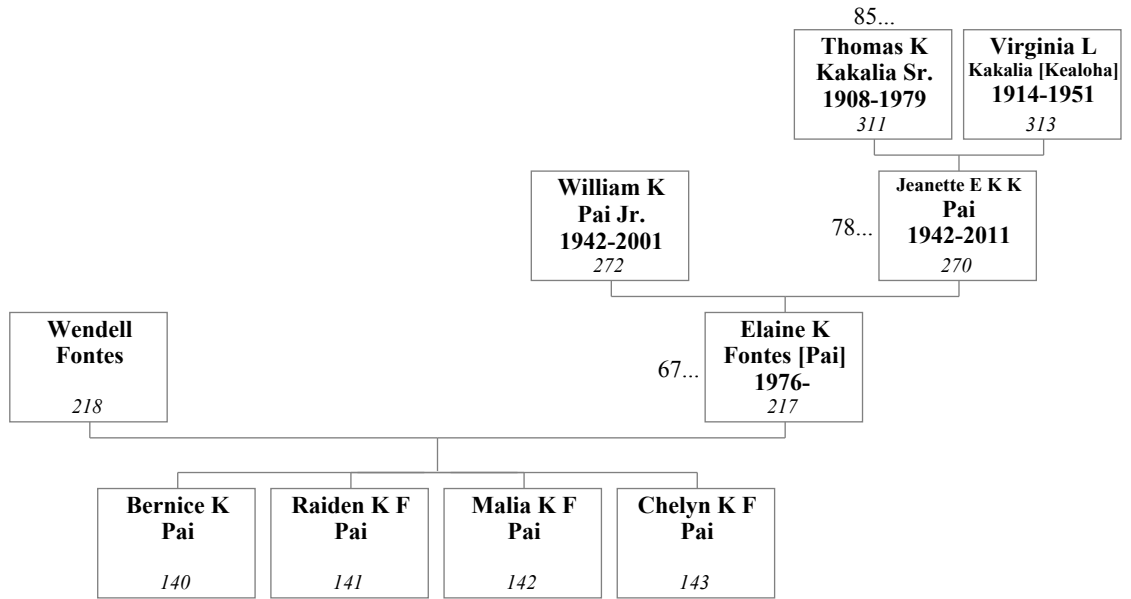 85...
Thomas K
Kakalia Sr.
1908-1979
311
Virginia L
Kakalia [Kealoha]
1914-1951
313
William K
Pai Jr.
1942-2001
272
78...
Jeanette E K K
Pai
1942-2011
270
Wendell
Fontes
218
67...
Elaine K
Fontes [Pai]
1976-
217
Bernice K
Pai
140
Raiden K F
Pai
141
Malia K F
Pai
142
Chelyn K F
Pai
143